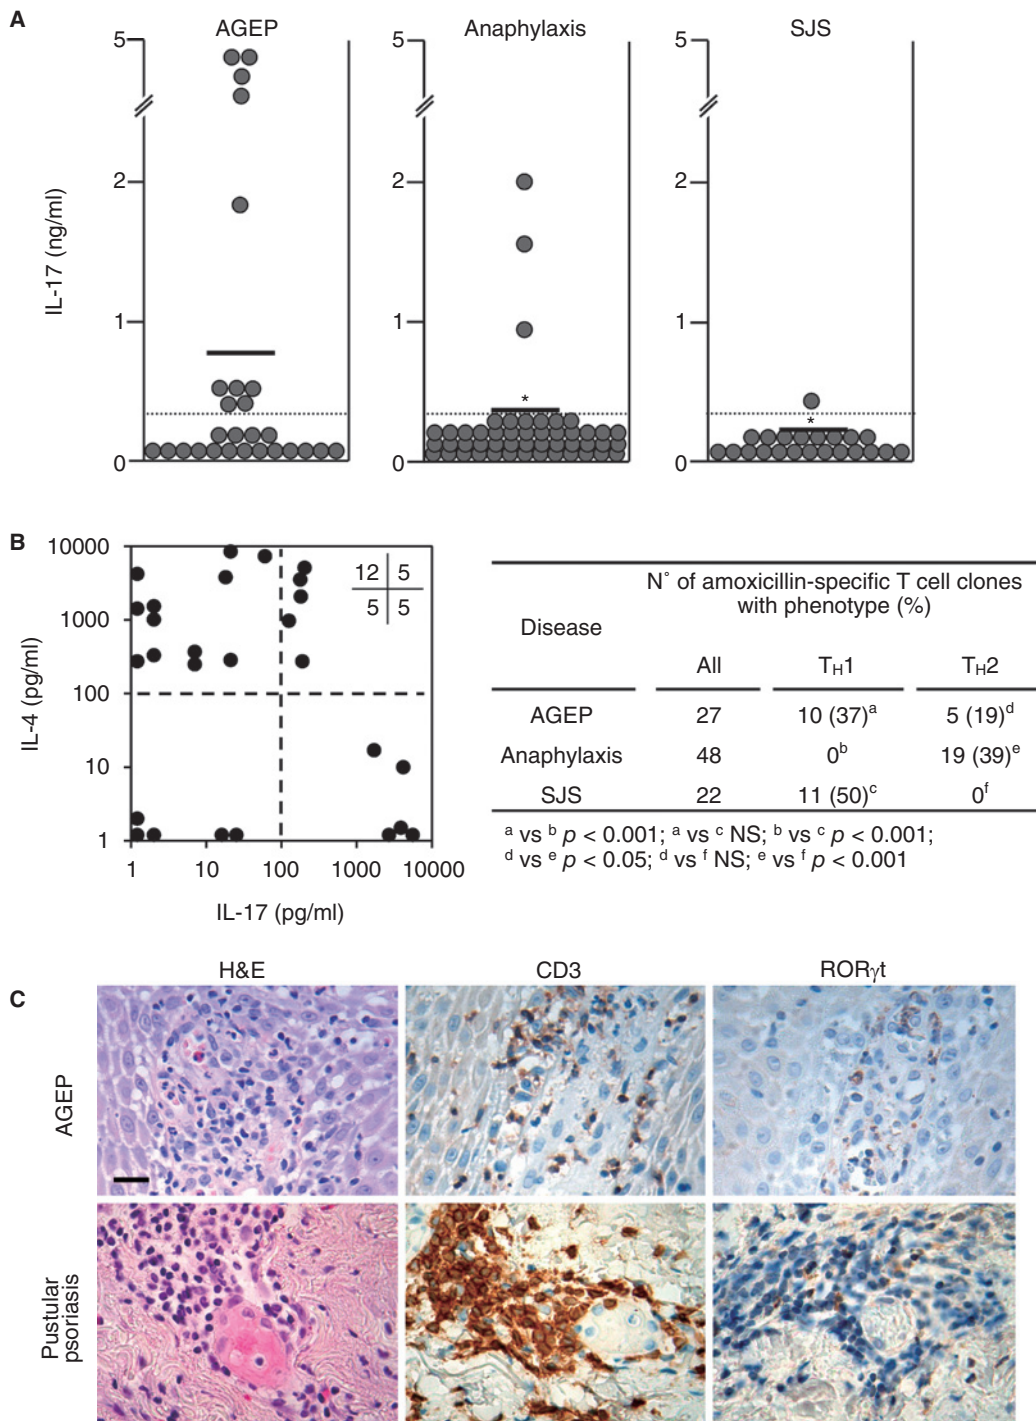 A
AGEP
Anaphylaxis
SJS
IL-17 (ng/ml)
5
2
1
0
5
2
1
0
5
2
1
0
*
*
B
10000
1000
100
10
1
IL-4 (pg/ml)
12 5
5 5
1 10 100 1000 10000
IL-17 (pg/ml)
Disease
N° of amoxicillin-specific T cell clones
with phenotype (%)
All TH1 TH2
AGEP 27 10 (37)a 5 (19)d
Anaphylaxis 48 0b 19 (39)e
SJS 22 11 (50)c 0f
a vs b p < 0.001; a vs c NS; b vs c p < 0.001;
d vs e p < 0.05; d vs f NS; e vs f p < 0.001
C
H&E CD3 RORγt
AGEP
Pustular
psoriasis